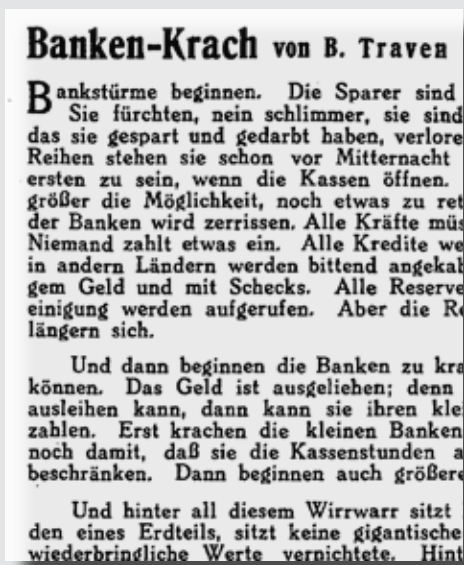 Banken-Krach von B. Traven
Bankstürme beginnen. Die Sparer sind
Sie fürchten, nein schlimmer, sie sind
das sie gespart und gedarbt haben, verlore
Reihen stehen sie schon vor Mitternacht
ersten zu sein, wenn die Kassen öffnen.
größer die Möglichkeit, noch etwas zu ret
der Banken wird zerrissen. Alle Kräfte müs
Niemand zahlt etwas ein. Alle Kredite we
in andern Ländern werden bittend angekab
gem Geld und mit Schecks. Alle Reserve
einigung werden aufgerufen. Aber die Re
längern sich.
Und dann beginnen die Banken zu kra
können. Das Geld ist ausgeliehen; denn
ausleihen kann, dann kann sie ihren klei
zahlen. Erst krachen die kleinen Banken
noch damit, daß sie die Kassenstunden a
beschränken. Dann beginnen auch größere
Und hinter all diesem Wirrwarr sitzt
den eines Erdteils, sitzt keine gigantische
wiederbringliche Werte vernichtete. Hint